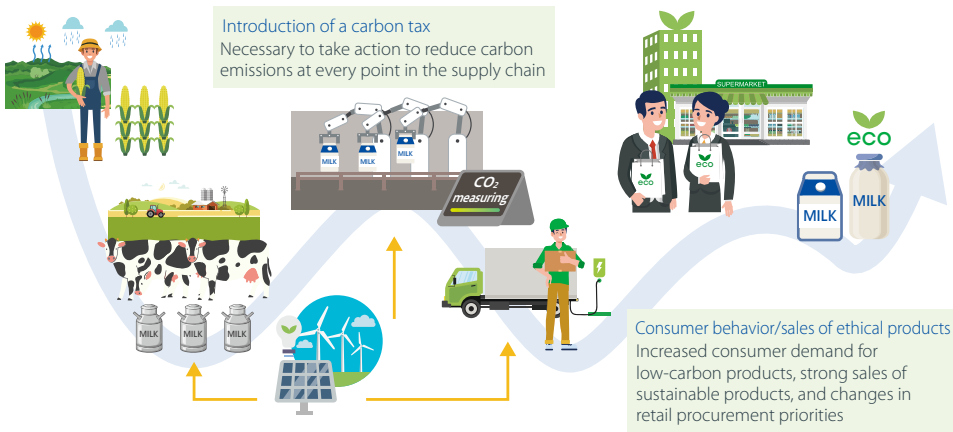 Introduction of a carbon tax
Necessary to take action to reduce carbon
emissions at every point in the supply chain
SUPERMARKET
MILK
MILK
MILK
CO₂
measuring
eco
eco
eco
MILK
MILK
MILK
MILK
MILK
Consumer behavior/sales of ethical products
Increased consumer demand for
low-carbon products, strong sales of
sustainable products, and changes in
retail procurement priorities